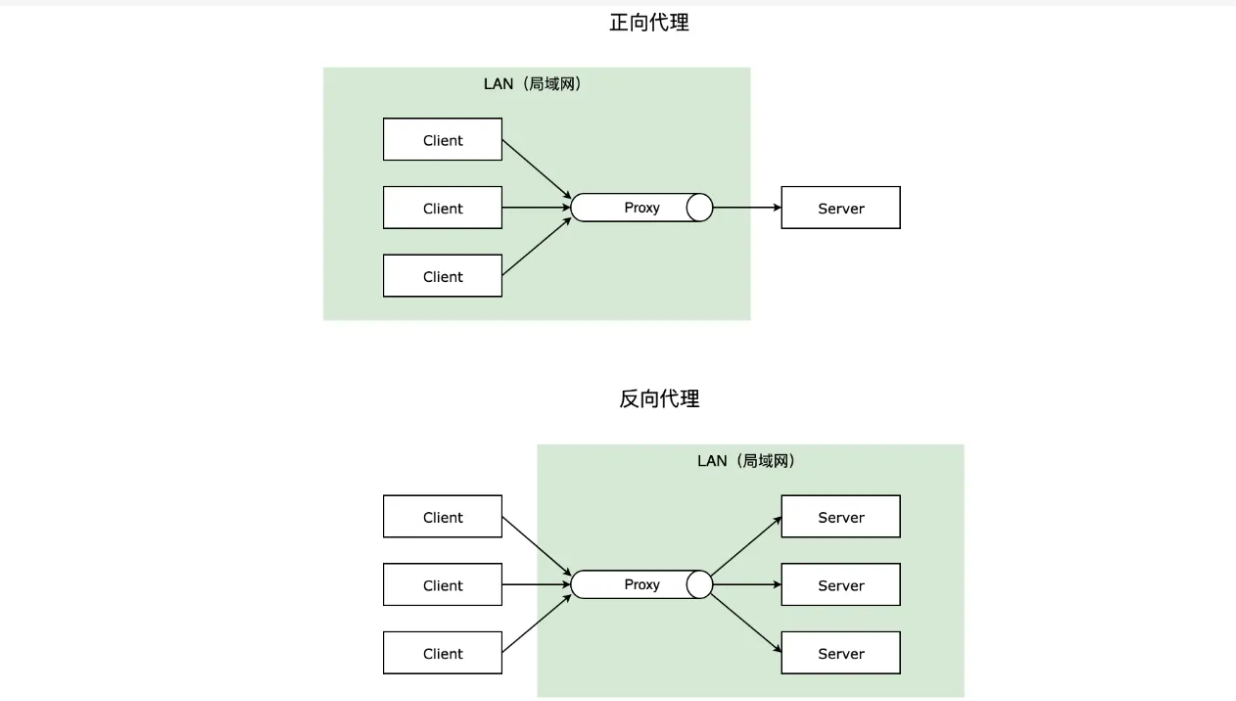 正向代理
LAN（局域网）
Client
Client
Proxy
Server
Client
反向代理
LAN（局域网）
Client
Server
Client
Proxy
Server
Client
Server